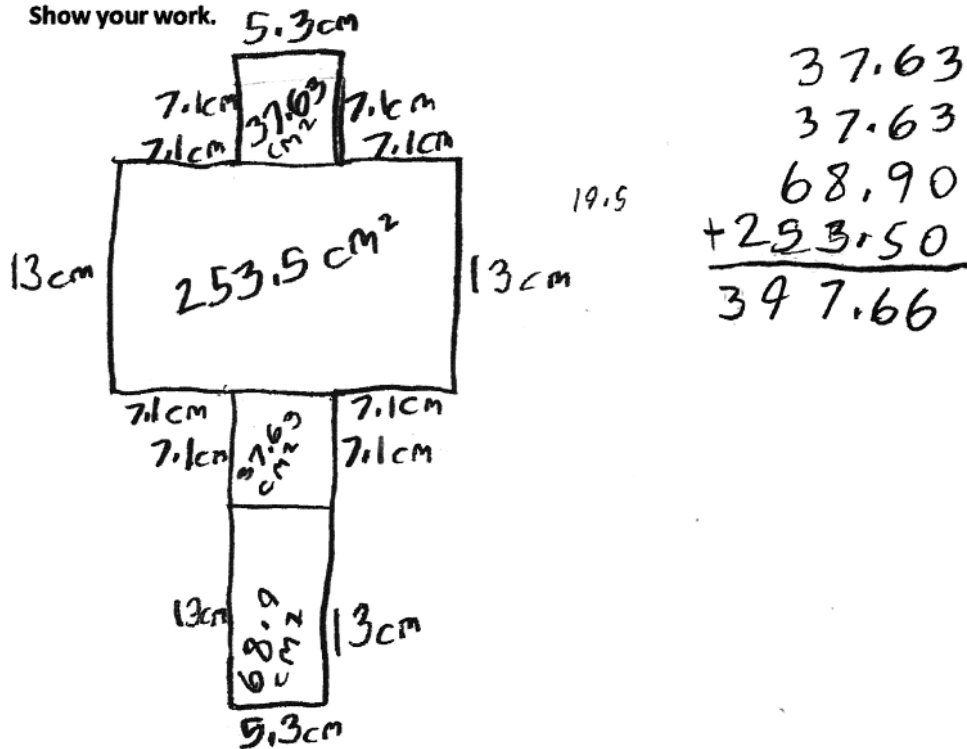 Show your work.
5.3cm
7.1cm
37.63
cm2
7.1cm
7.1cm
7.1cm
13cm
253.5 cm²
13cm
7.1cm
7.1cm
7.1cm
37.63
cm2
7.1cm
13cm
68.9
cm2
13cm
5.3cm
19.5
37.63
37.63
68.90
+253.50
397.66